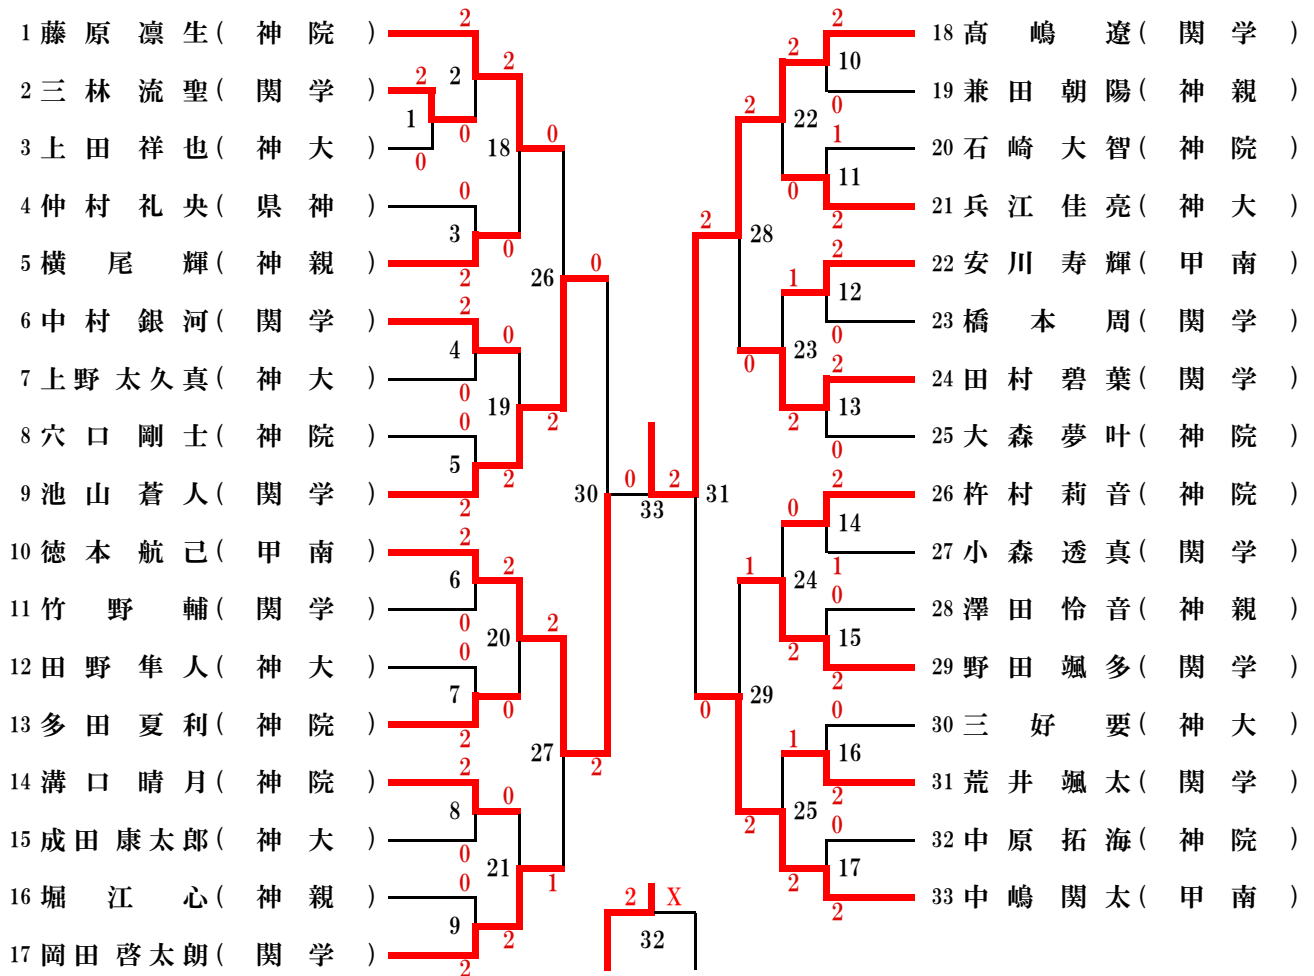 1 藤原凛生(神院)
2 三林流聖(関学)
3 上田祥也(神大)
4 仲村礼央(県神)
5 横尾輝(神親)
6 中村銀河(関学)
7 上野太久真(神大)
8 穴口剛士(神院)
9 池山蒼人(関学)
10 徳本航己(甲南)
11 竹野輔(関学)
12 田野隼人(神大)
13 多田夏利(神院)
14 溝口晴月(神院)
15 成田康太郎(神大)
16 堀江心(神親)
17 岡田啓太朗(関学)
2
2
1
0
0
0
3
2
2
4
0
0
5
2
2
6
0
0
7
2
2
8
0
0
9
2
2
18
0
0
19
2
2
20
0
0
21
2
0
26
2
2
27
1
0
30
2
0
33
2
2
32
X
2
31
0
2
28
0
1
29
2
2
22
0
1
23
2
0
24
2
1
25
2
2
10
0
1
11
2
2
12
0
2
13
0
2
14
1
0
15
2
0
16
2
0
17
2
18 髙嶋遼(関学)
19 兼田朝陽(神親)
20 石崎大智(神院)
21 兵江佳亮(神大)
22 安川寿輝(甲南)
23 橋本周(関学)
24 田村碧葉(関学)
25 大森夢叶(神院)
26 杵村莉音(神院)
27 小森透真(関学)
28 澤田怜音(神親)
29 野田颯多(関学)
30 三好要(神大)
31 荒井颯太(関学)
32 中原拓海(神院)
33 中嶋関太(甲南)